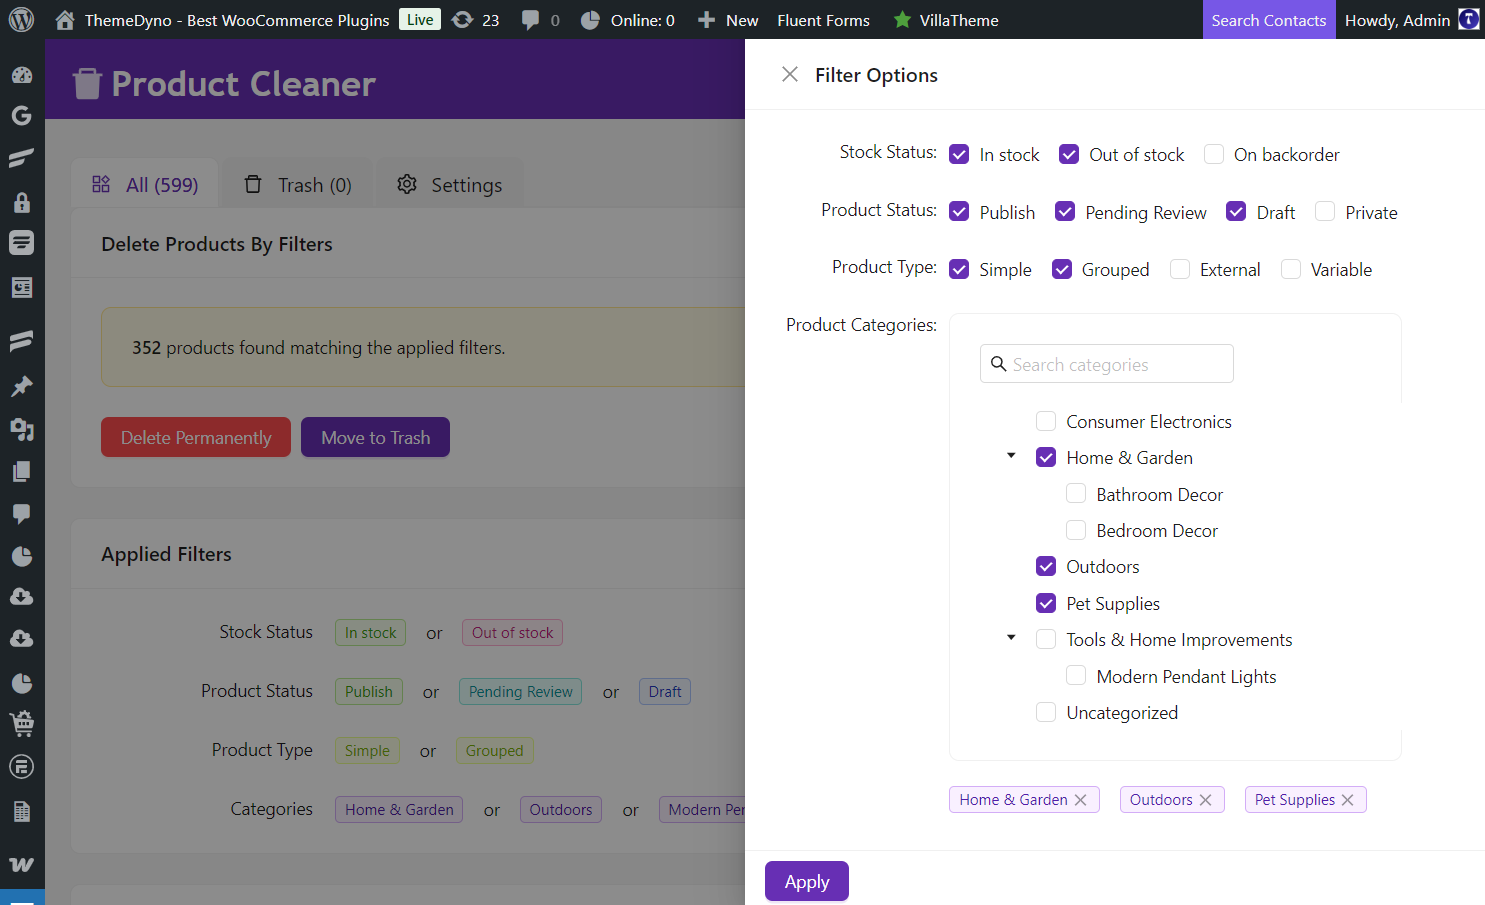 ThemeDyno - Best WooCommerce Plugins Live 23 0 Online: 0 New Fluent Forms VillaTheme Search Contacts Howdy, Admin
Product Cleaner
All (599) Trash (0) Settings
Delete Products By Filters
352 products found matching the applied filters.
Delete Permanently Move to Trash
Applied Filters
Stock Status In stock or Out of stock
Product Status Publish or Pending Review or Draft
Product Type Simple or Grouped
Categories Home & Garden or Outdoors or Modern
Filter Options
Stock Status: In stock Out of stock On backorder
Product Status: Publish Pending Review Draft Private
Product Type: Simple Grouped External Variable
Product Categories:
Search categories
Consumer Electronics
Home & Garden
Bathroom Decor
Bedroom Decor
Outdoors
Pet Supplies
Tools & Home Improvements
Modern Pendant Lights
Uncategorized
Home & Garden Outdoors Pet Supplies
Apply